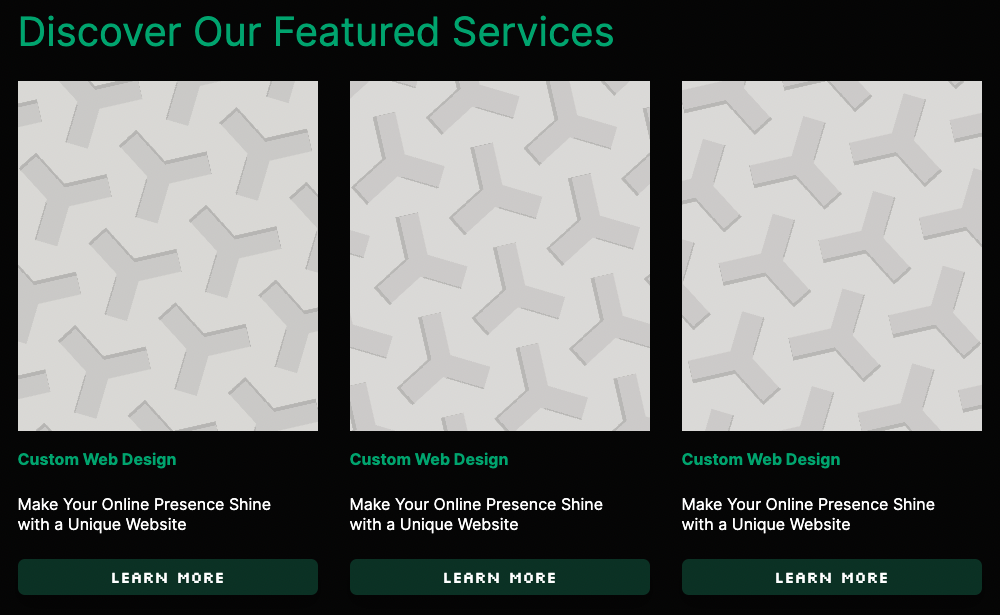 Discover Our Featured Services
Custom Web Design
Make Your Online Presence Shine
with a Unique Website
LEARN MORE
Custom Web Design
Make Your Online Presence Shine
with a Unique Website
LEARN MORE
Custom Web Design
Make Your Online Presence Shine
with a Unique Website
LEARN MORE